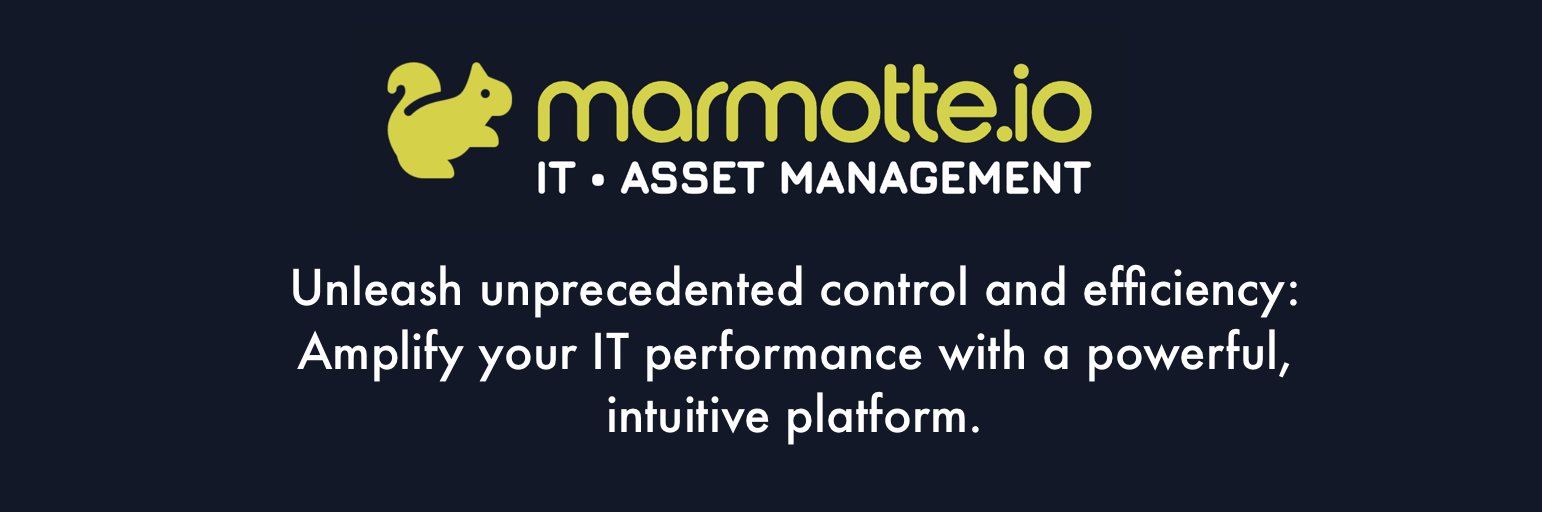 marmotte.io
IT • ASSET MANAGEMENT
Unleash unprecedented control and efficiency:
Amplify your IT performance with a powerful,
intuitive platform.